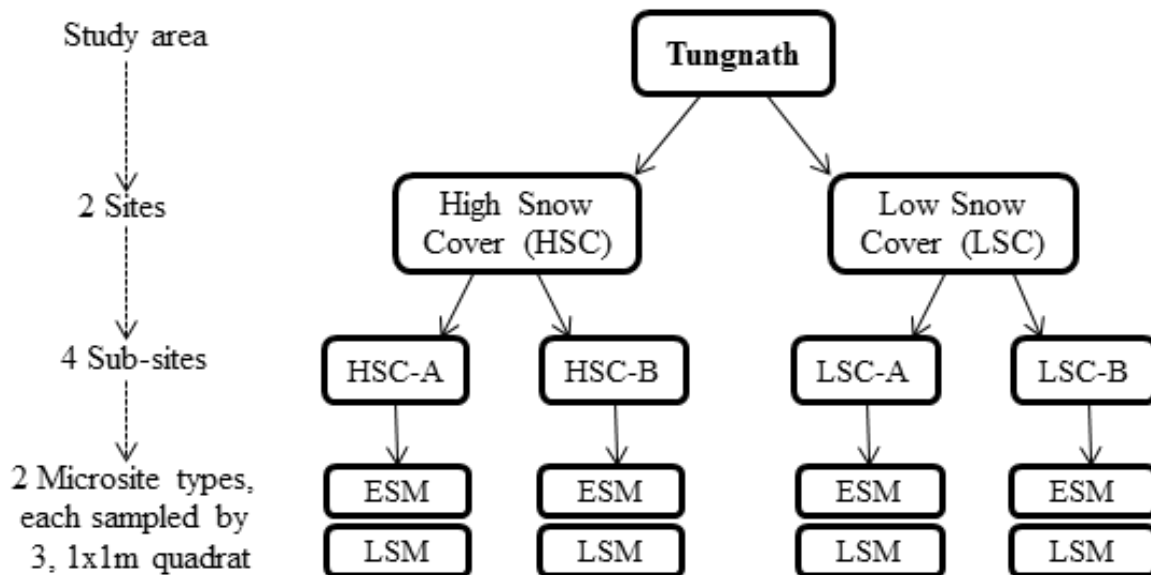 Study area
Tungnath
2 Sites
High Snow
Cover (HSC)
Low Snow
Cover (LSC)
4 Sub-sites
HSC-A
HSC-B
LSC-A
LSC-B
2 Microsite types,
each sampled by
3, 1x1m quadrat
ESM
ESM
ESM
ESM
LSM
LSM
LSM
LSM